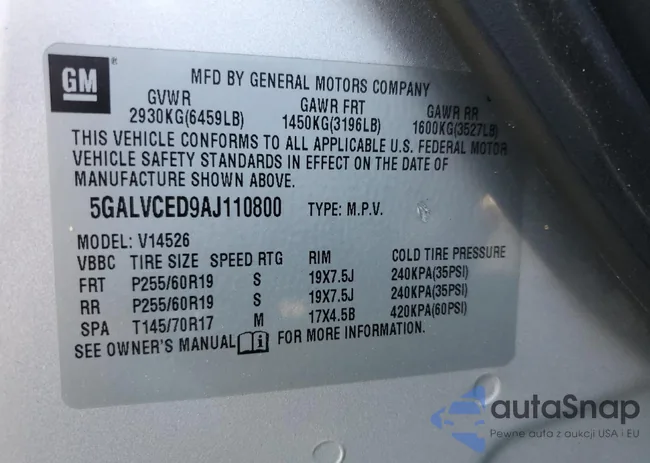 GM ®
MFD BY GENERAL MOTORS COMPANY
GVWR GAWR FRT GAWR RR
2930KG(6459LB) 1450KG(3196LB) 1600KG(3527LB)
THIS VEHICLE CONFORMS TO ALL APPLICABLE U.S. FEDERAL MOTOR
VEHICLE SAFETY STANDARDS IN EFFECT ON THE DATE OF
MANUFACTURE SHOWN ABOVE.
5GALVCED9AJ110800 TYPE: M.P.V.
MODEL: V14526
VBBC TIRE SIZE SPEED RTG RIM COLD TIRE PRESSURE
FRT P255/60R19 S 19X7.5J 240KPA(35PSI)
RR P255/60R19 S 19X7.5J 240KPA(35PSI)
SPA T145/70R17 M 17X4.5B 420KPA(60PSI)
SEE OWNER'S MANUAL i FOR MORE INFORMATION.
autaSnap
Pewne auta z aukcji USA i EU